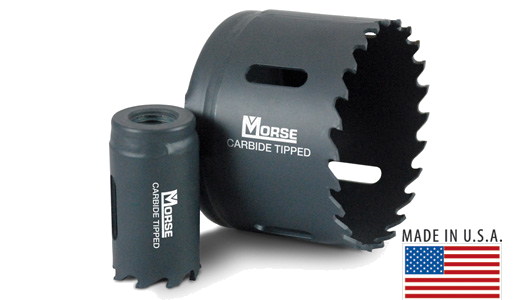 MORSE
CARBIDE TIPPED
MORSE
CARBIDE TIPPED
MADE IN U.S.A.